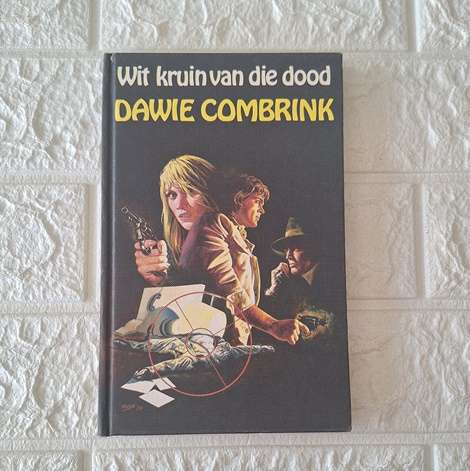 Wit kruin van die dood
DAWIE COMBRINK